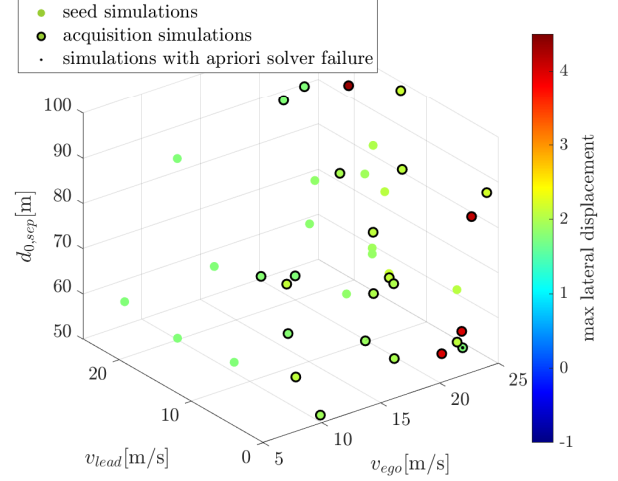 seed simulations
acquisition simulations
simulations with apriori solver failure
100
90
80
70
60
50
d0,sep[m]
20
10
0
vlead[m/s]
5
10
15
20
25
vego[m/s]
4
3
2
1
0
-1
max lateral displacement